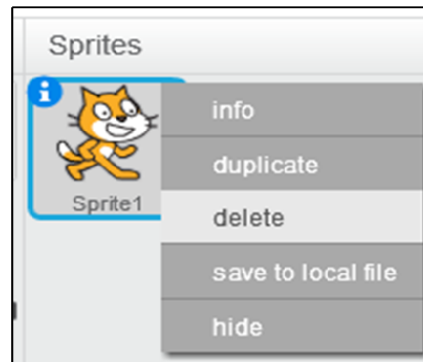 Sprites
Sprite1
info
duplicate
delete
save to local file
hide